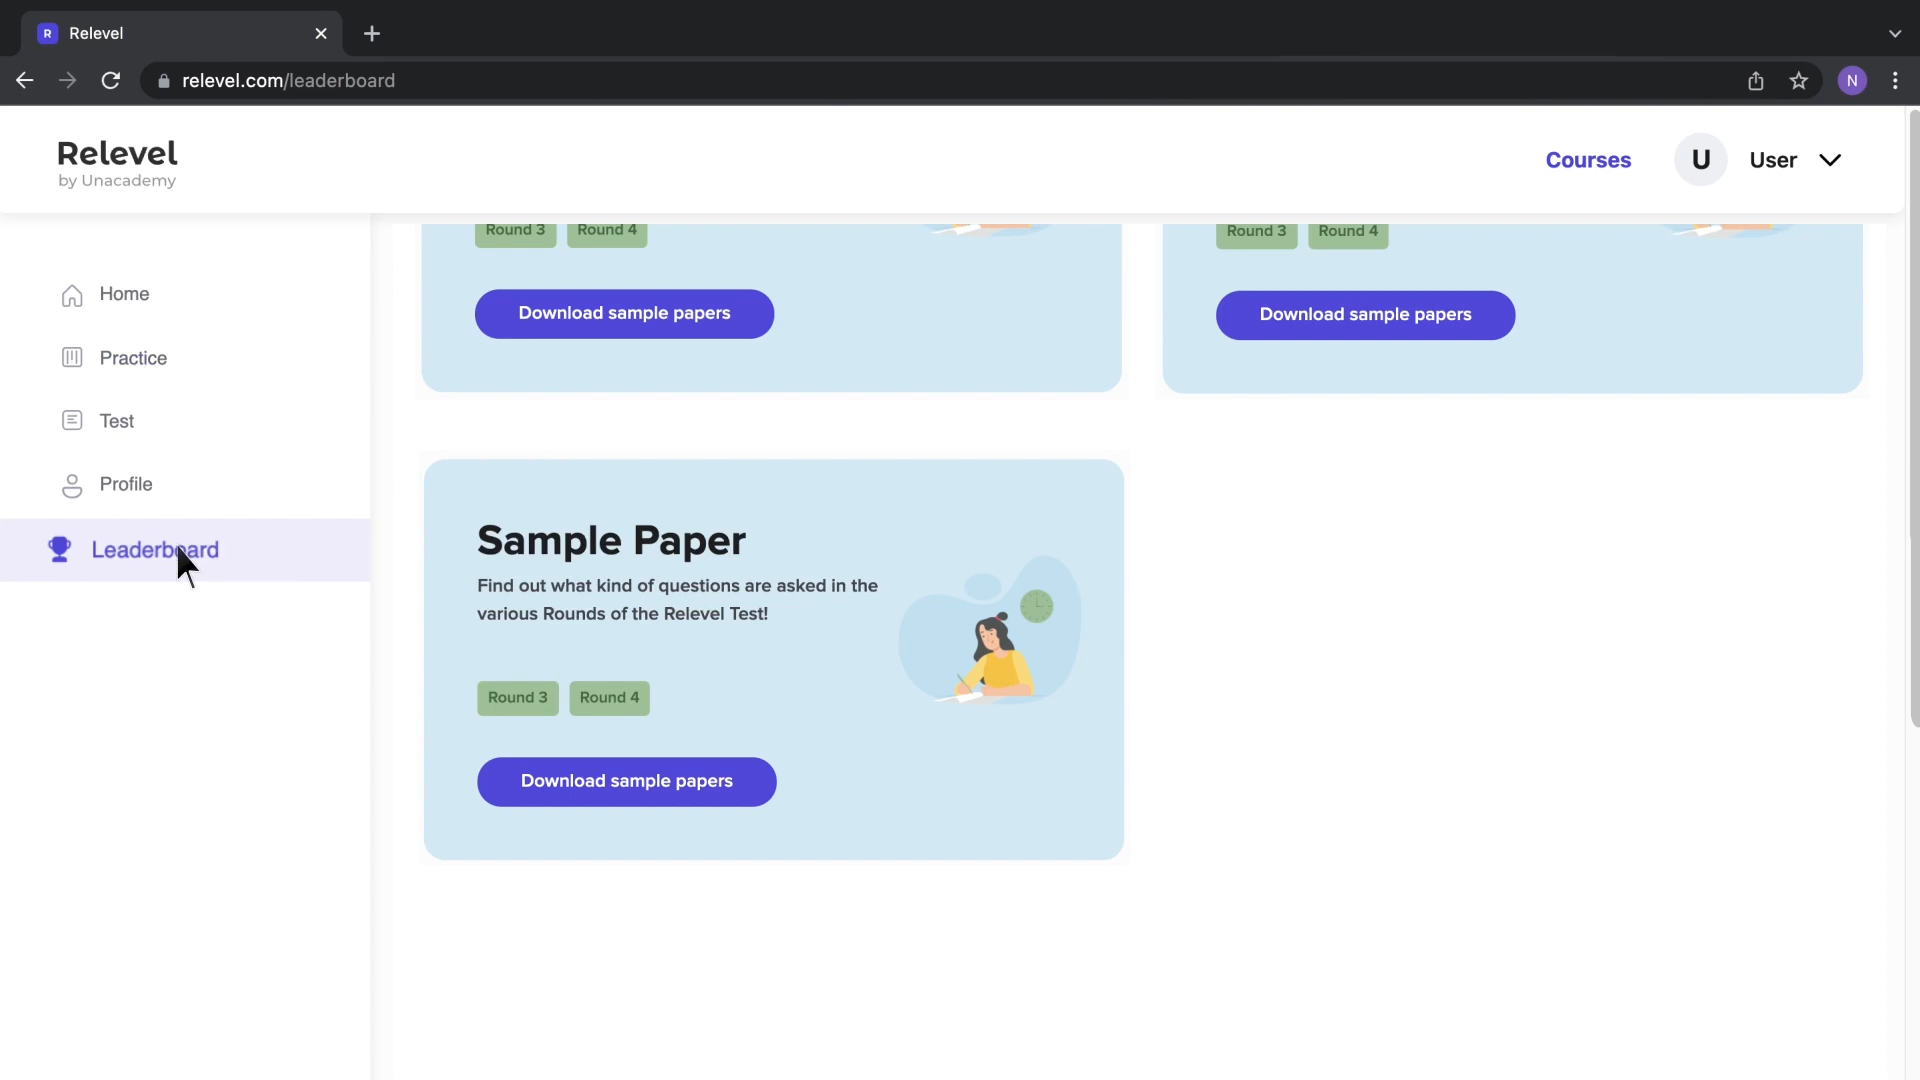 R Relevel
relevel.com/leaderboard
N
Relevel
by Unacademy
Courses
U
User
Home
Practice
Test
Profile
Leaderboard
Round 3 Round 4
Download sample papers
Round 3 Round 4
Download sample papers
Sample Paper
Find out what kind of questions are asked in the
various Rounds of the Relevel Test!
Round 3 Round 4
Download sample papers